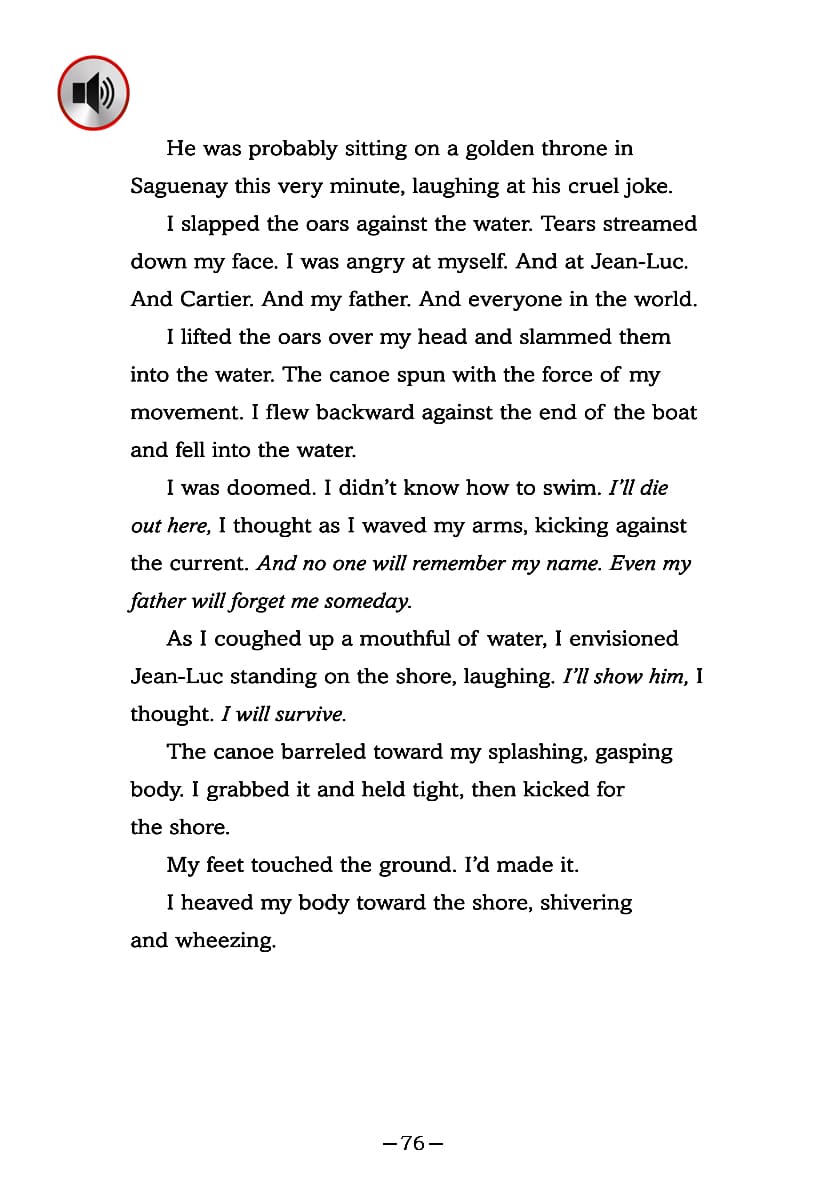 He was probably sitting on a golden throne in
Saguenay this very minute, laughing at his cruel joke.
I slapped the oars against the water. Tears streamed
down my face. I was angry at myself. And at Jean-Luc.
And Cartier. And my father. And everyone in the world.
I lifted the oars over my head and slammed them
into the water. The canoe spun with the force of my
movement. I flew backward against the end of the boat
and fell into the water.
I was doomed. I didn’t know how to swim. I’ll die
out here, I thought as I waved my arms, kicking against
the current. And no one will remember my name. Even my
father will forget me someday.
As I coughed up a mouthful of water, I envisioned
Jean-Luc standing on the shore, laughing. I’ll show him, I
thought. I will survive.
The canoe barreled toward my splashing, gasping
body. I grabbed it and held tight, then kicked for
the shore.
My feet touched the ground. I’d made it.
I heaved my body toward the shore, shivering
and wheezing.
—76—